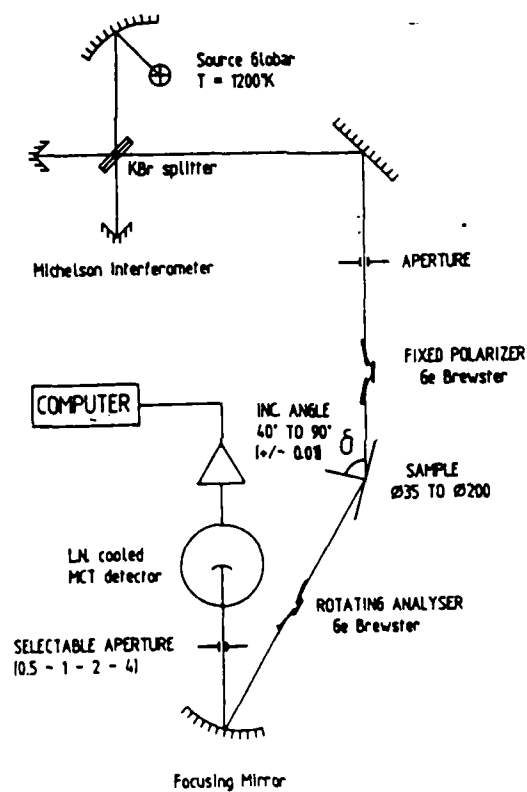 Source Globar
T = 1200°K
KBr splitter
Michelson Interferometer
APERTURE
FIXED POLARIZER
Ge Brewster
COMPUTER
INC. ANGLE
40° TO 90°
(+/- 0.01)
δ
SAMPLE
Ø35 TO Ø200
L.N. cooled
MCT detector
ROTATING ANALYSER
Ge Brewster
SELECTABLE APERTURE
(0.5 - 1 - 2 - 4)
Focusing Mirror